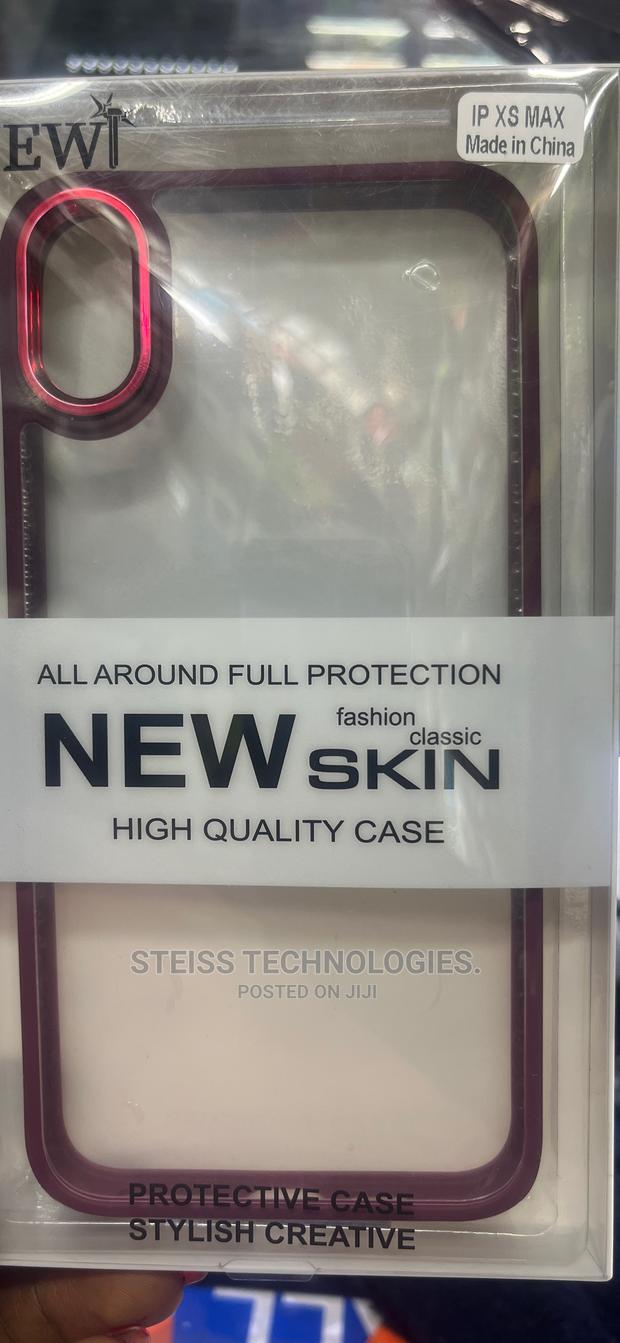 EWT
IP XS MAX
Made in China
ALL AROUND FULL PROTECTION
NEW fashion classic SKIN
HIGH QUALITY CASE
STEISS TECHNOLOGIES.
POSTED ON JIJI
PROTECTIVE CASE
STYLISH CREATIVE